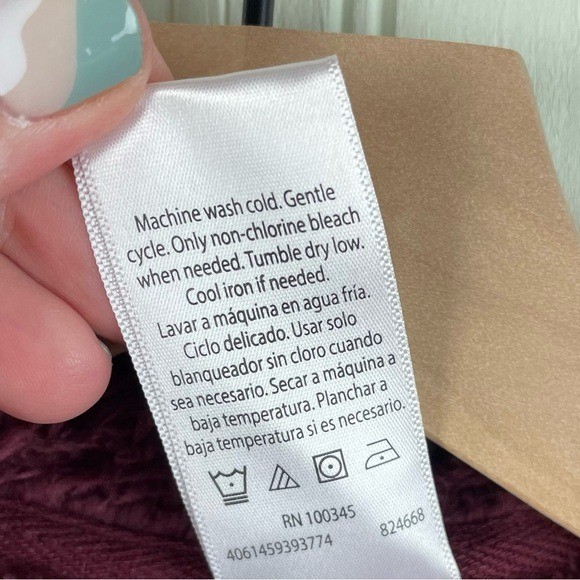 Machine wash cold. Gentle
cycle. Only non-chlorine bleach
when needed. Tumble dry low.
Cool iron if needed.
Lavar a máquina en agua fría.
Ciclo delicado. Usar solo
blanqueador sin cloro cuando
sea necesario. Secar a máquina a
baja temperatura. Planchar a
baja temperatura si es necesario.
RN 100345
4061459393774 824668